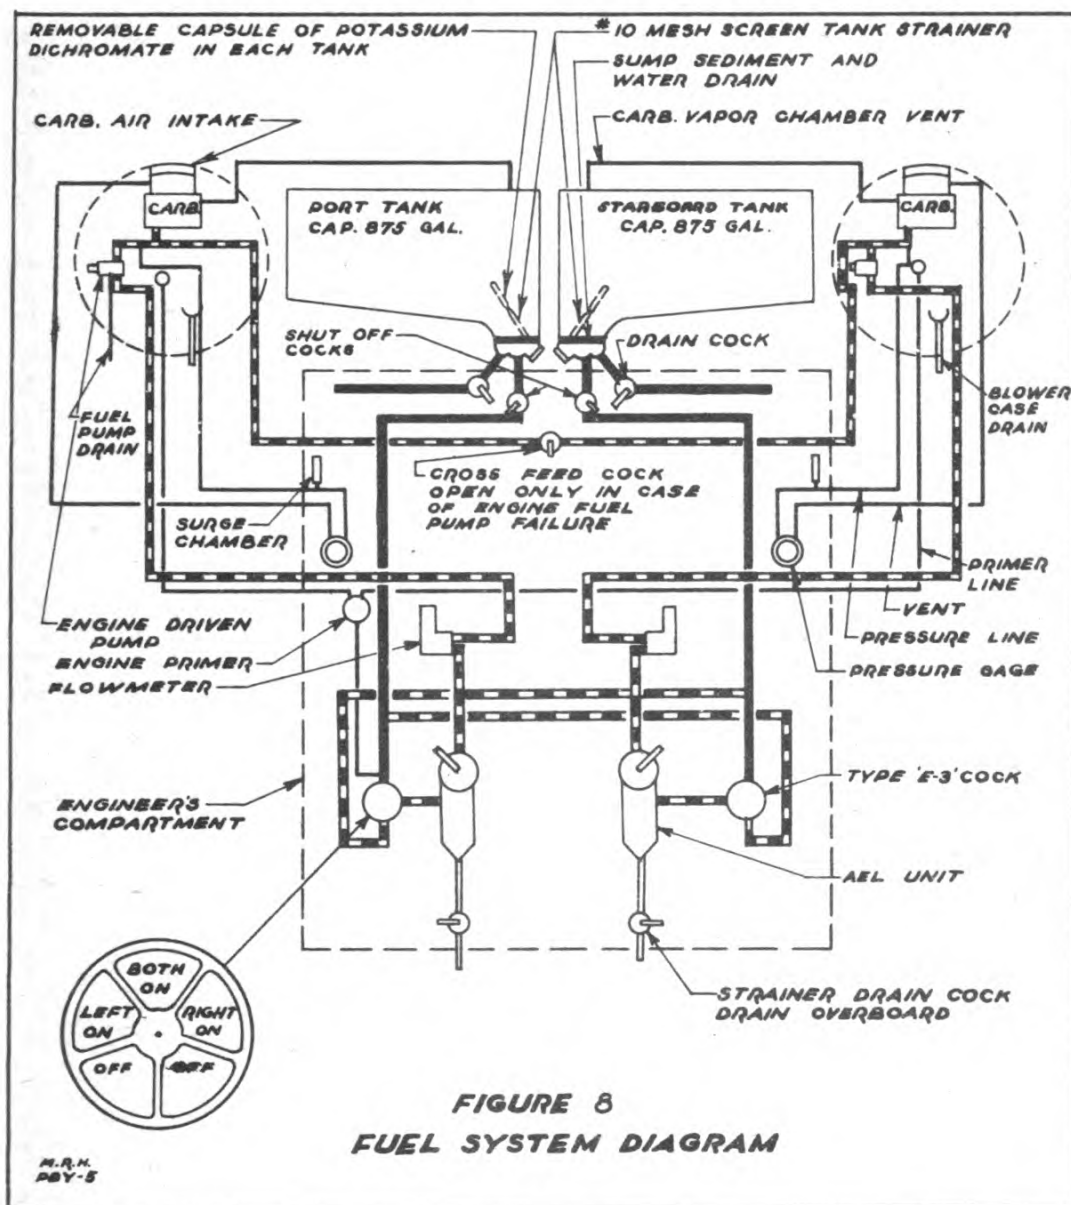 REMOVABLE CAPSULE OF POTASSIUM
DICHROMATE IN EACH TANK
#10 MESH SCREEN TANK STRAINER
SUMP SEDIMENT AND
WATER DRAIN
CARB. AIR INTAKE
CARB. VAPOR CHAMBER VENT
CARB.
PORT TANK
CAP. 875 GAL.
STARBOARD TANK
CAP. 875 GAL.
CARB.
SHUT OFF
COCKS
DRAIN COCK
FUEL
PUMP
DRAIN
BLOWER
CASE
DRAIN
CROSS FEED COCK
OPEN ONLY IN CASE
OF ENGINE FUEL
PUMP FAILURE
SURGE
CHAMBER
PRIMER
LINE
VENT
ENGINE DRIVEN
PUMP
PRESSURE LINE
ENGINE PRIMER
PRESSURE GAGE
FLOWMETER
TYPE 'E-3' COCK
ENGINEER'S
COMPARTMENT
AEL UNIT
BOTH
ON
LEFT
ON
RIGHT
ON
OFF
OFF
STRAINER DRAIN COCK
DRAIN OVERBOARD
FIGURE 8
FUEL SYSTEM DIAGRAM
M.R.H.
PBY-5